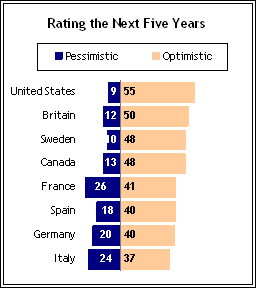 Rating the Next Five Years
Pessimistic Optimistic
United States 9 55
Britain 12 50
Sweden 10 48
Canada 13 48
France 26 41
Spain 18 40
Germany 20 40
Italy 24 37